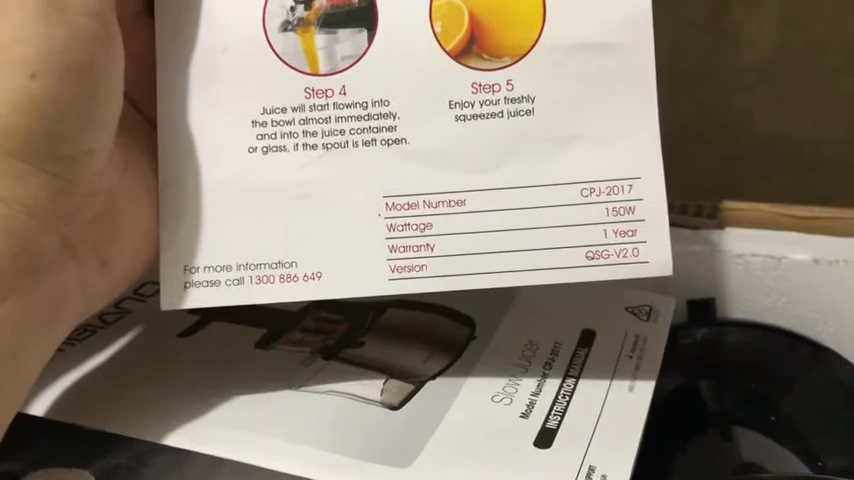 Step 4
Juice will start flowing into
the bowl almost immediately,
and into the juice container
or glass, if the spout is left open.
Step 5
Enjoy your freshly
squeezed juice!
Model Number CPJ-2017
Wattage 150W
Warranty 1 Year
Version QSG-V2.0
For more information
please call 1300 886 649
Slow Juicer
Model Number CPJ-2017
INSTRUCTION MANUAL